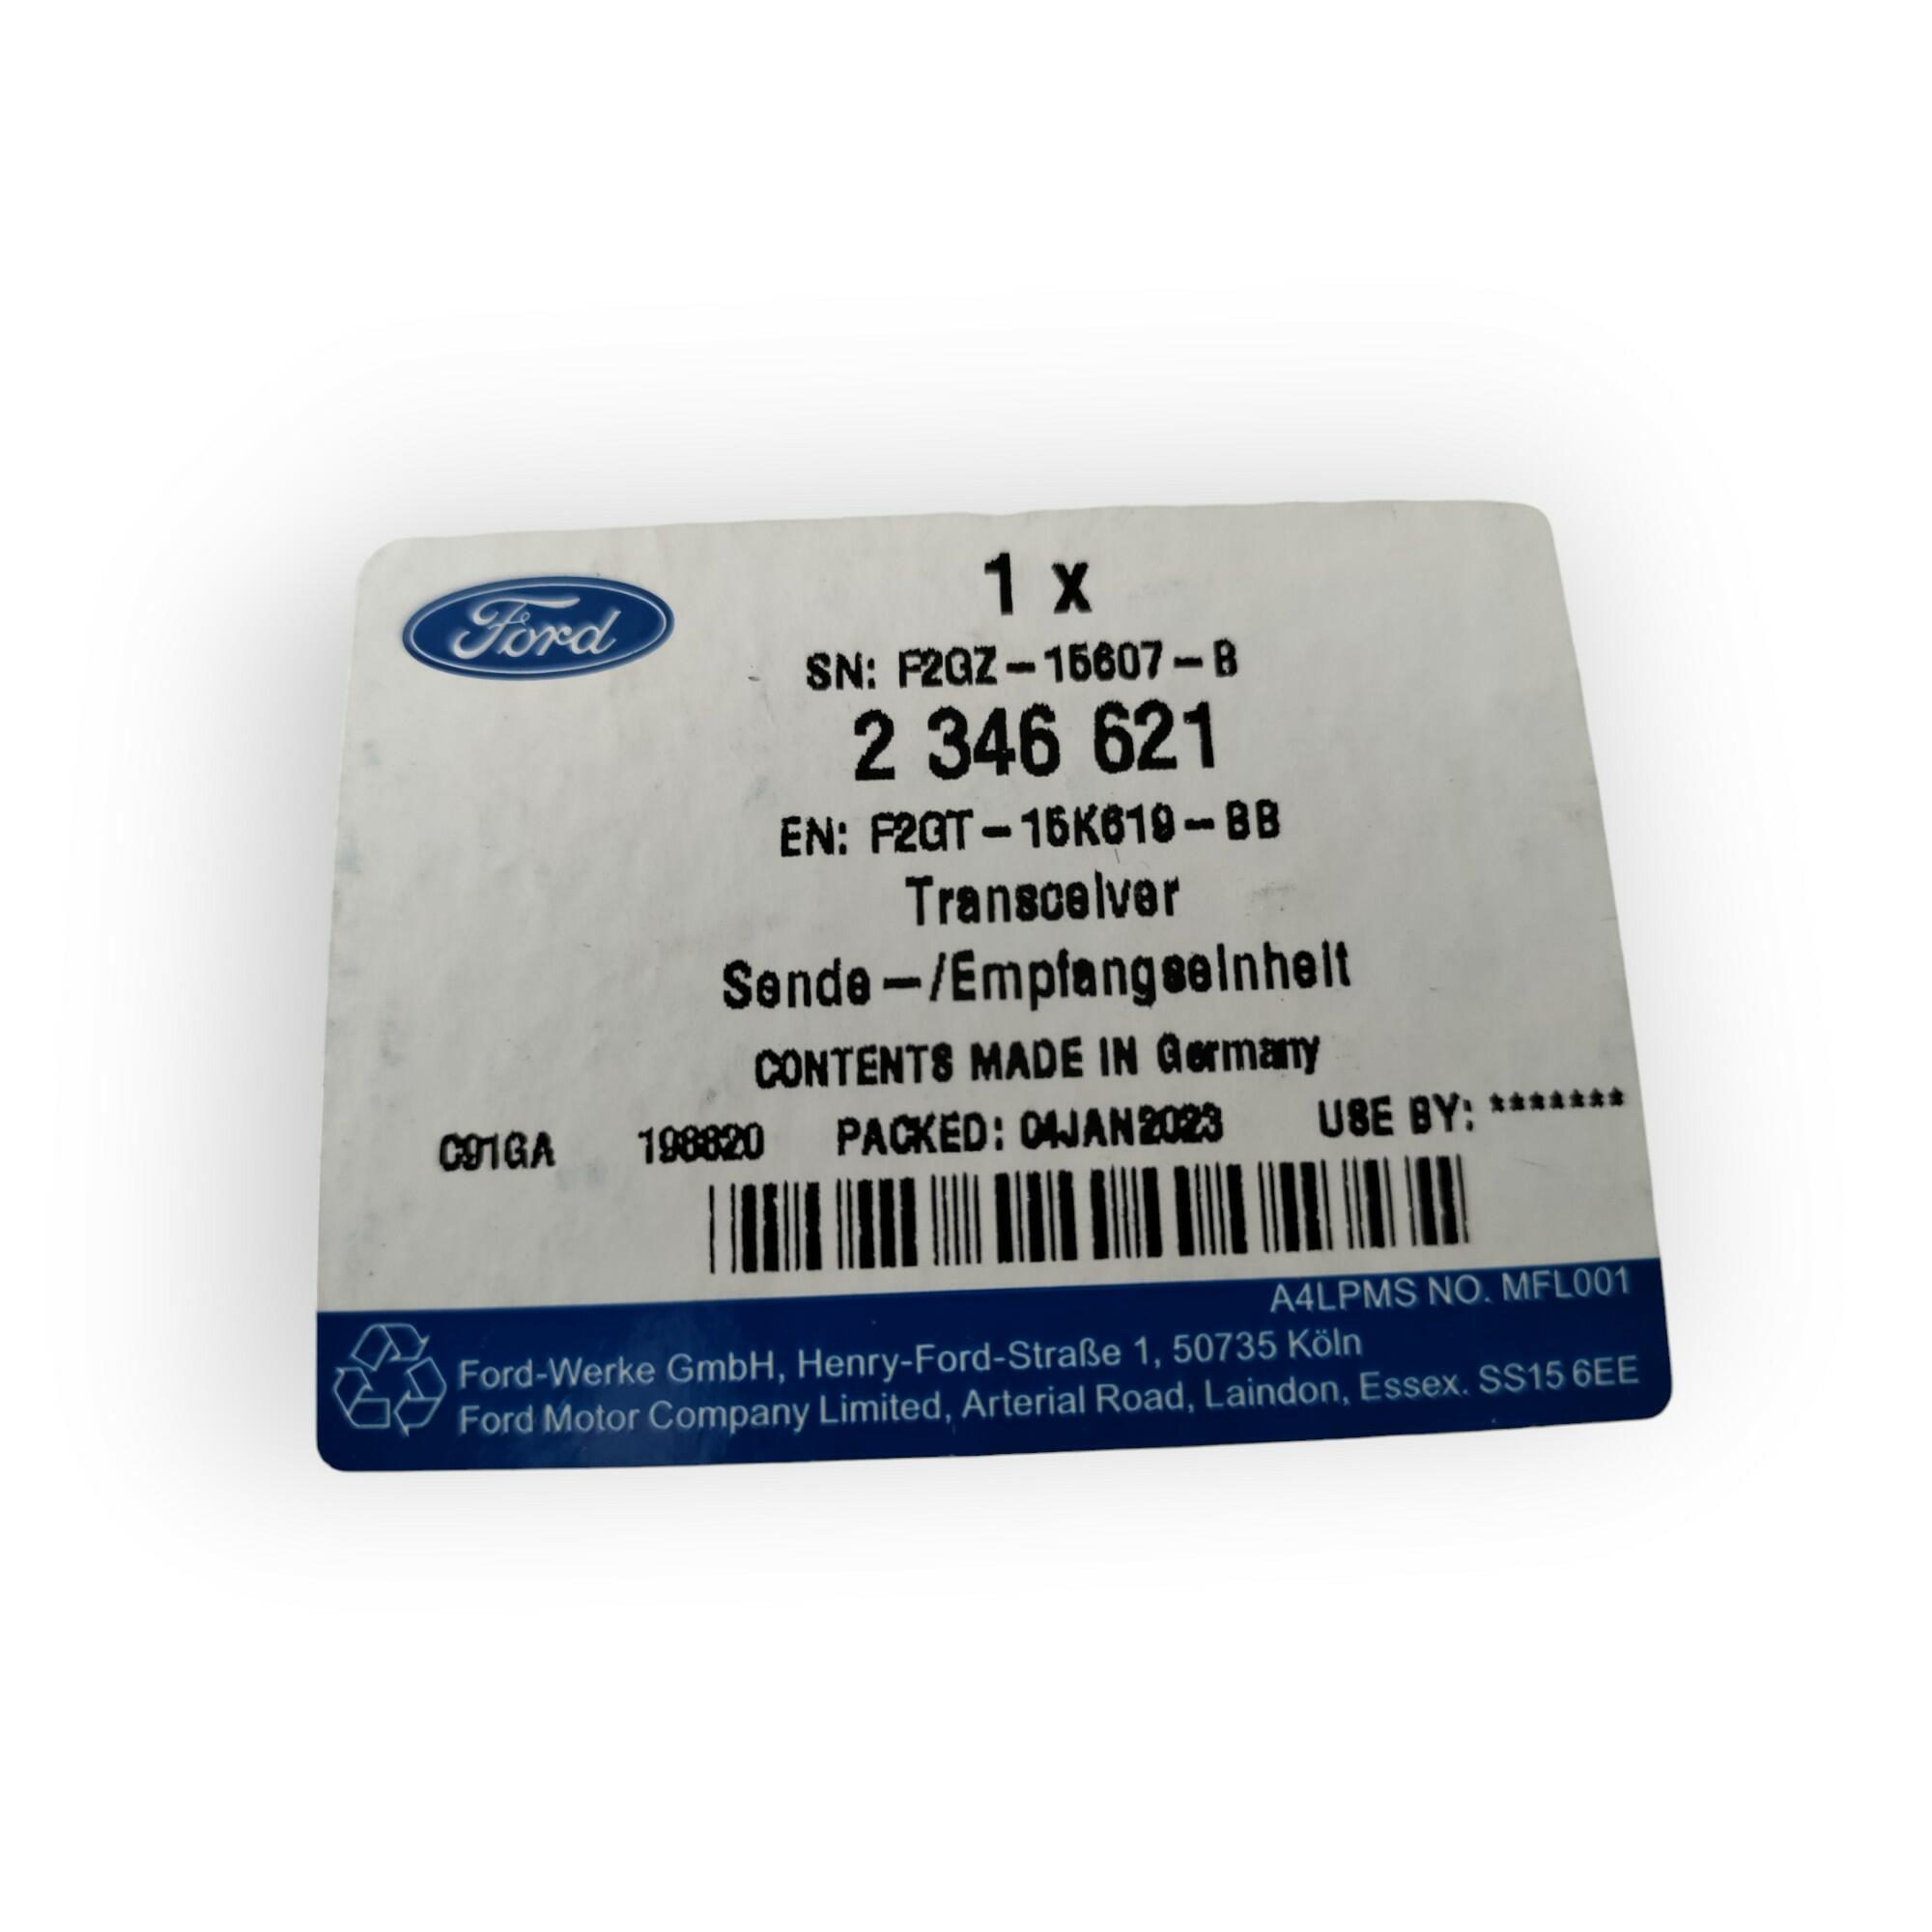 Ford
1 x
SN: F2GZ-15607-B
2 346 621
EN: F2GT-15K619-BB
Transceiver
Sende-/Empfangseinheit
CONTENTS MADE IN Germany
C91GA 198820 PACKED: 04JAN2023 USE BY: *******
A4LPMS NO. MFL001
Ford-Werke GmbH, Henry-Ford-Straße 1, 50735 Köln
Ford Motor Company Limited, Arterial Road, Laindon, Essex. SS15 6EE